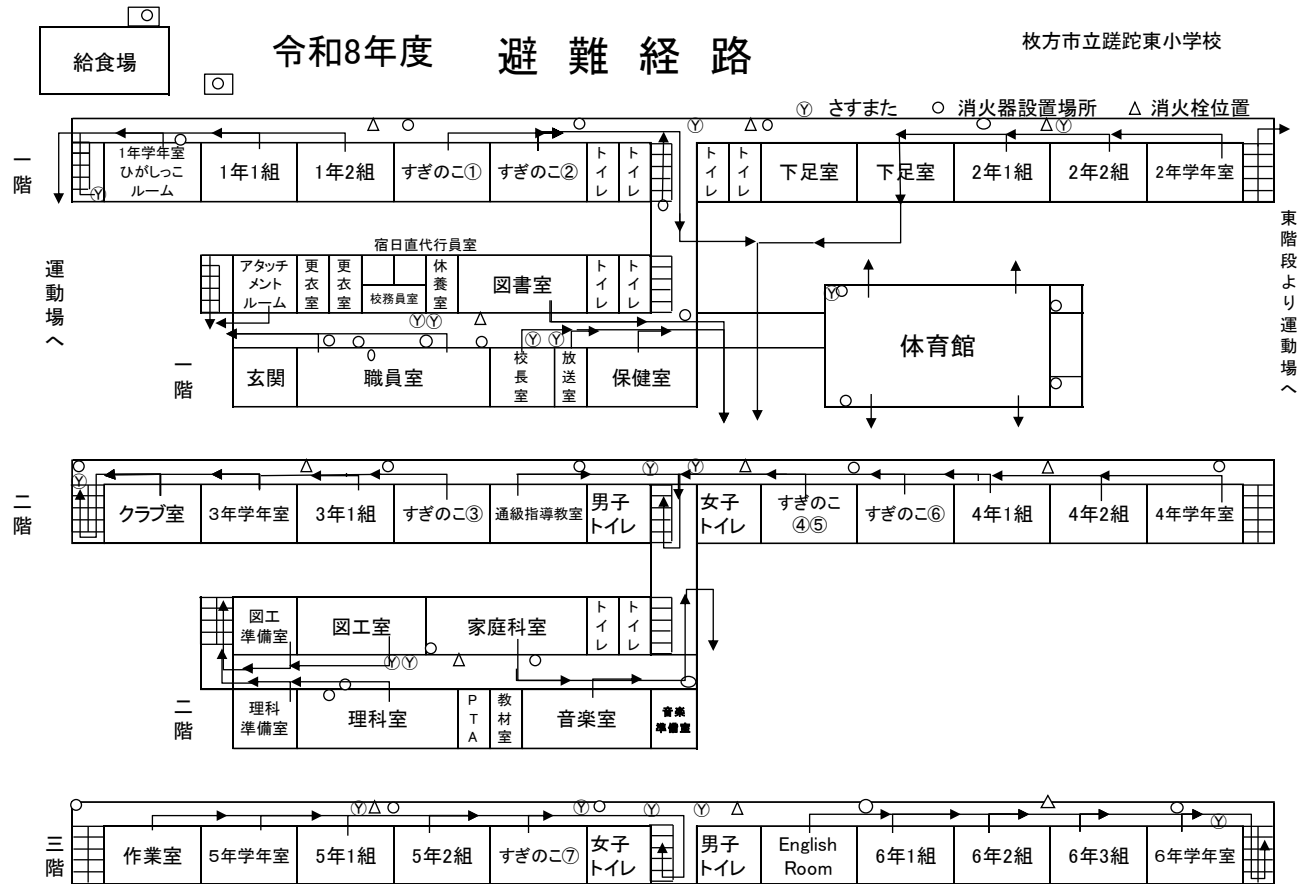 給食場
令和8年度 避難経路
枚方市立蹉跎東小学校
Ⓨ さすまた ○ 消火器設置場所 △ 消火栓位置
一階
1年学年室
ひがしっこ
ルーム
1年1組
1年2組
すぎのこ①
すぎのこ②
トイレ
トイレ
トイレ
トイレ
下足室
下足室
2年1組
2年2組
2年学年室
運動場へ
東階段より運動場へ
宿日直代行員室
アタッチ
メント
ルーム
更衣室
更衣室
校務員室
休養室
図書室
トイレ
トイレ
一階
玄関
職員室
校長室
放送室
保健室
体育館
二階
クラブ室
3年学年室
3年1組
すぎのこ③
通級指導教室
男子
トイレ
女子
トイレ
すぎのこ
④⑤
すぎのこ⑥
4年1組
4年2組
4年学年室
図工
準備室
図工室
家庭科室
トイレ
トイレ
二階
理科
準備室
理科室
PTA
教材室
音楽室
音楽
準備室
三階
作業室
5年学年室
5年1組
5年2組
すぎのこ⑦
女子
トイレ
男子
トイレ
English
Room
6年1組
6年2組
6年3組
6年学年室